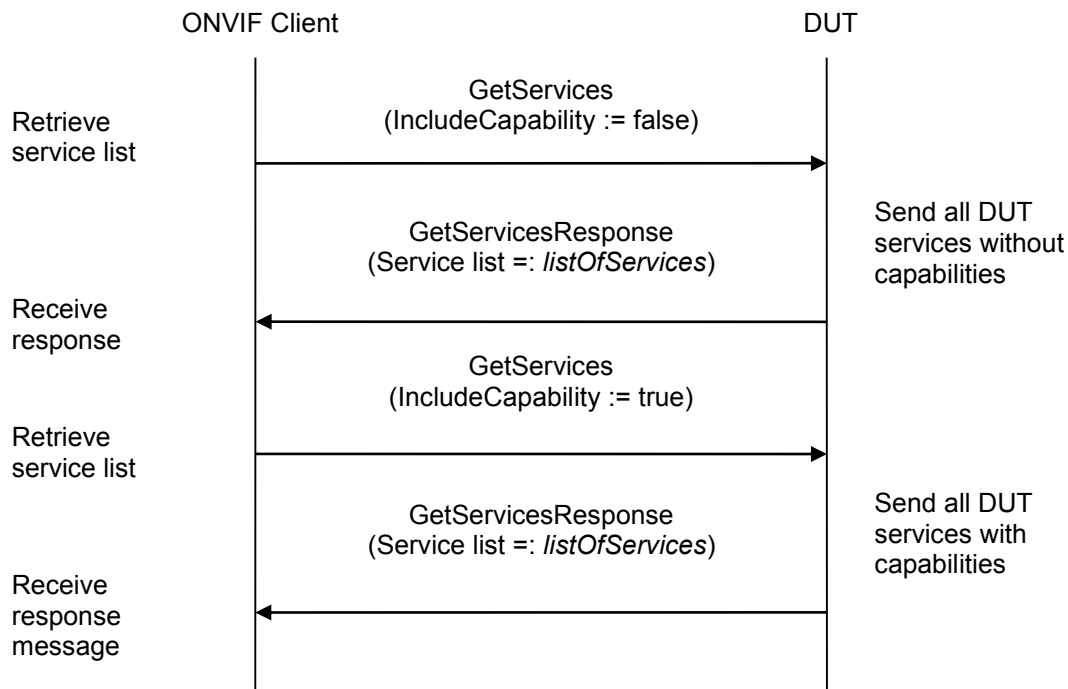 ONVIF Client
DUT
GetServices
(IncludeCapability := false)
Retrieve
service list
Send all DUT
services without
capabilities
GetServicesResponse
(Service list =: listOfServices)
Receive
response
GetServices
(IncludeCapability := true)
Retrieve
service list
Send all DUT
services with
capabilities
GetServicesResponse
(Service list =: listOfServices)
Receive
response
message